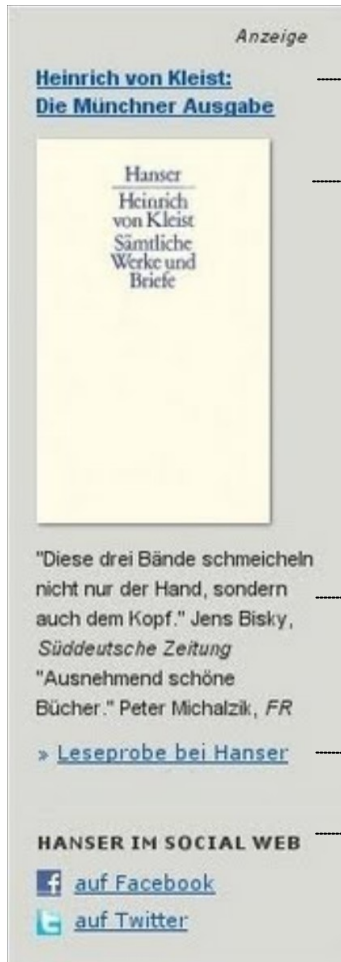 Anzeige
Heinrich von Kleist:
Die Münchner Ausgabe
Hanser
Heinrich
von Kleist
Sämtliche
Werke und
Briefe
"Diese drei Bände schmeicheln
nicht nur der Hand, sondern
auch dem Kopf." Jens Bisky,
Süddeutsche Zeitung
"Ausnehmend schöne
Bücher." Peter Michalzik, FR
» Leseprobe bei Hanser
HANSER IM SOCIAL WEB
auf Facebook
auf Twitter